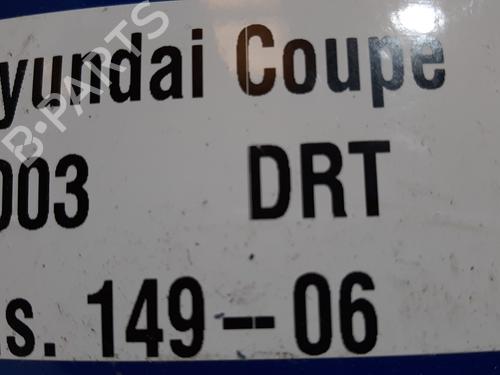 yundai Coupe
003 DRT
.s. 149--06
B-PARTS